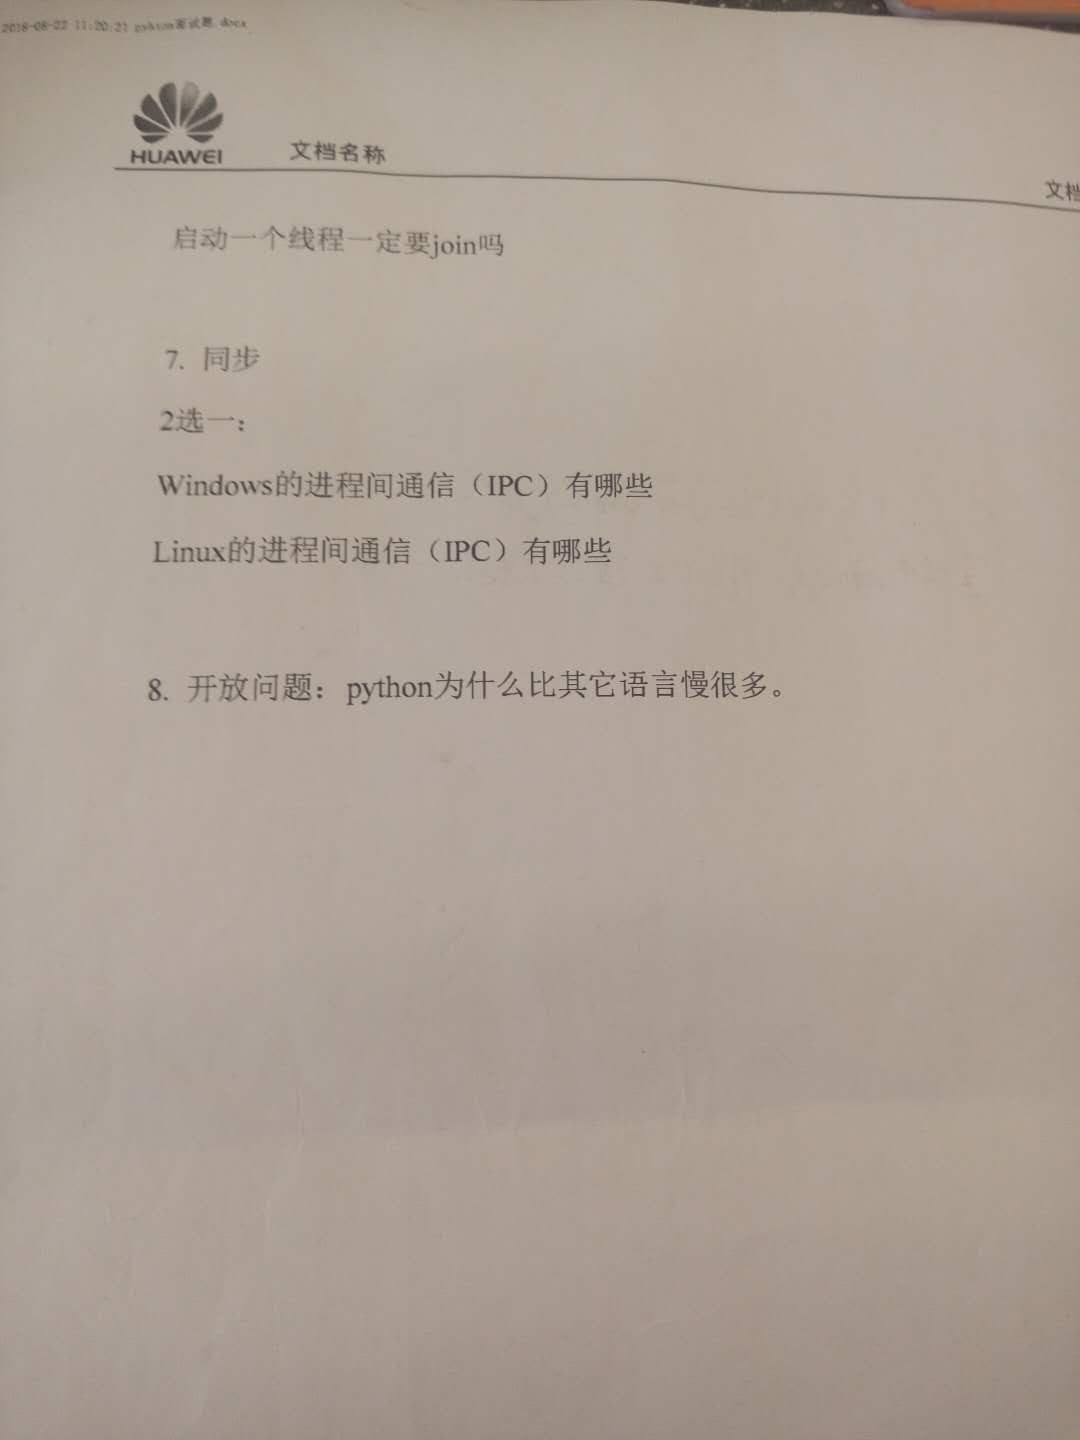 2018-08-22 11:20:21 python面试题.docx
HUAWEI
文档名称
文档
启动一个线程一定要join吗
7. 同步
2选一：
Windows的进程间通信（IPC）有哪些
Linux的进程间通信（IPC）有哪些
8. 开放问题：python为什么比其它语言慢很多。